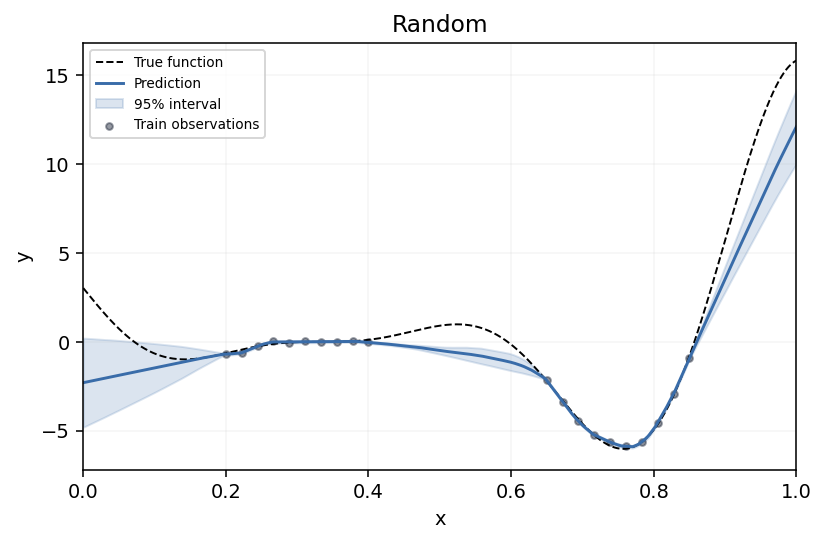 Random
True function
Prediction
95% interval
Train observations
y
15
10
5
0
−5
0.0 0.2 0.4 0.6 0.8 1.0
x